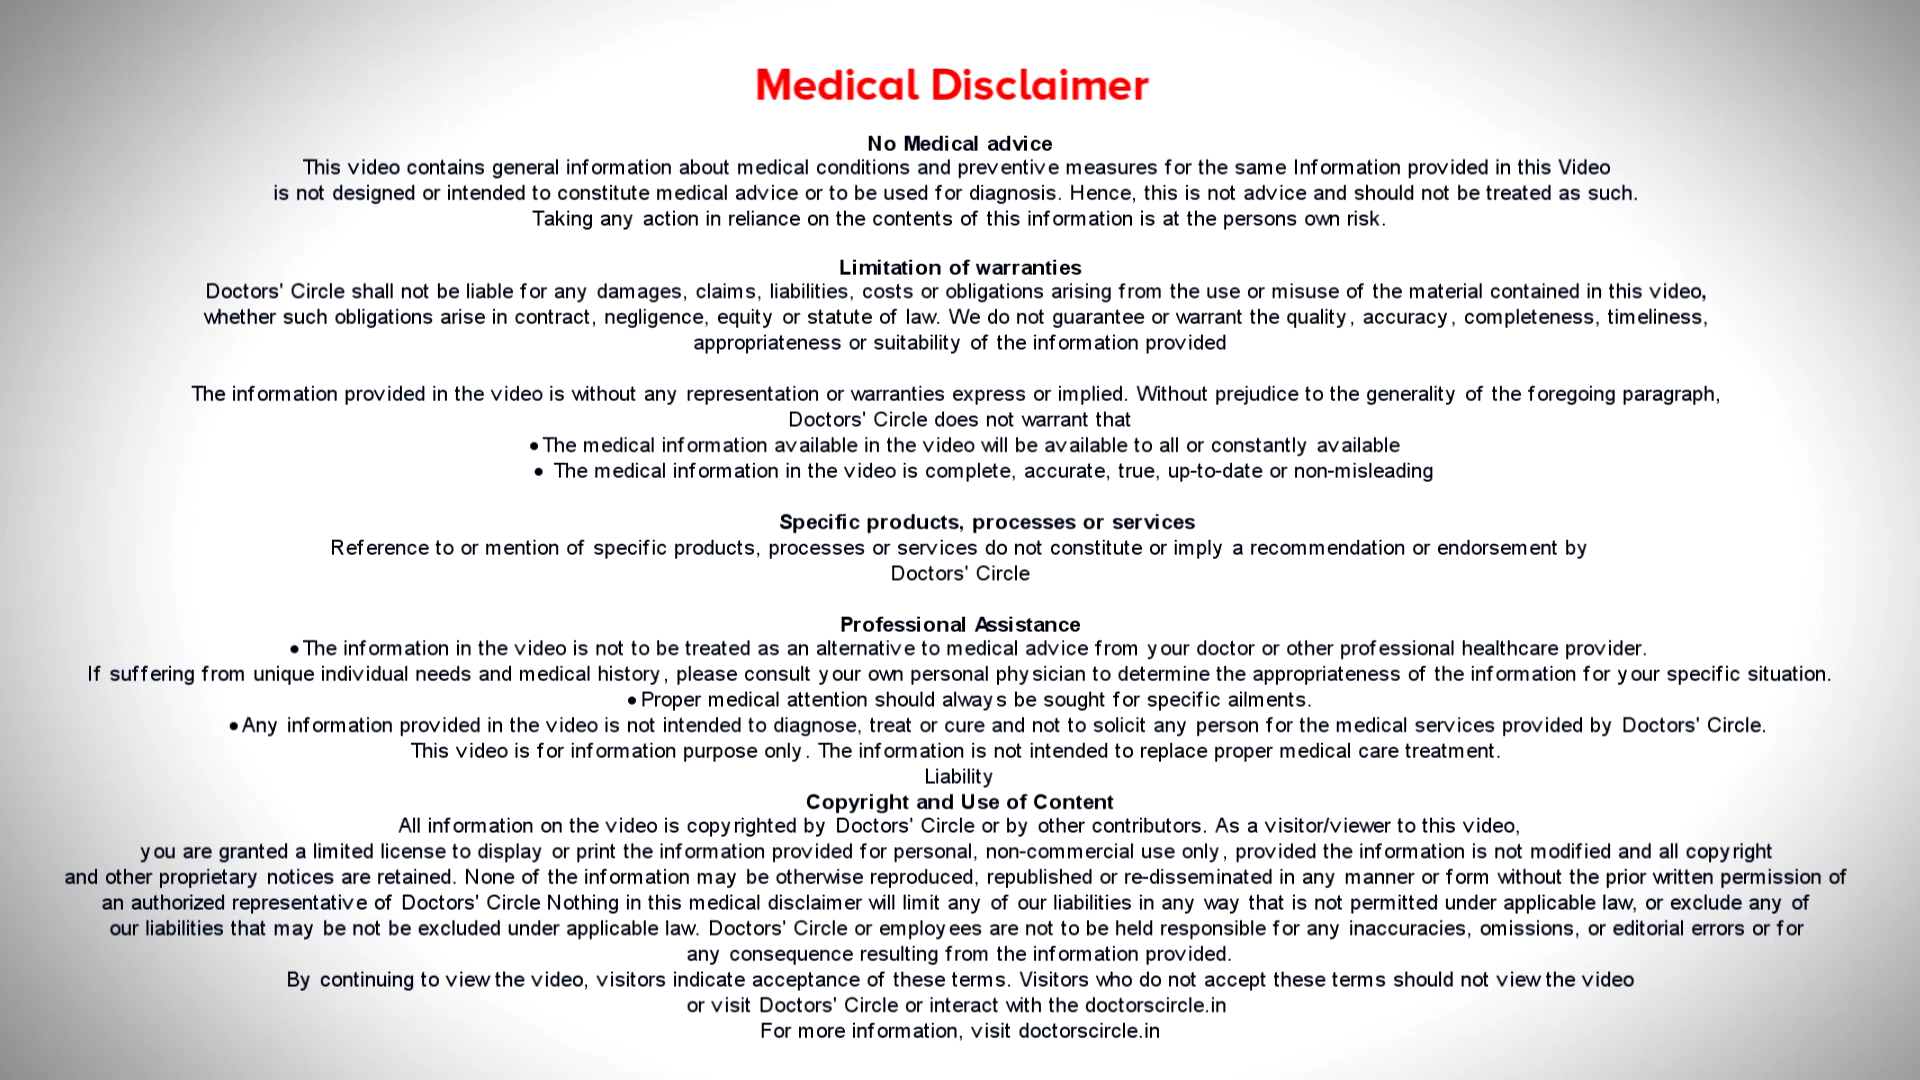 Medical Disclaimer
No Medical advice
This video contains general information about medical conditions and preventive measures for the same Information provided in this Video
is not designed or intended to constitute medical advice or to be used for diagnosis. Hence, this is not advice and should not be treated as such.
Taking any action in reliance on the contents of this information is at the persons own risk.
Limitation of warranties
Doctors' Circle shall not be liable for any damages, claims, liabilities, costs or obligations arising from the use or misuse of the material contained in this video,
whether such obligations arise in contract, negligence, equity or statute of law. We do not guarantee or warrant the quality, accuracy, completeness, timeliness,
appropriateness or suitability of the information provided
The information provided in the video is without any representation or warranties express or implied. Without prejudice to the generality of the foregoing paragraph,
Doctors' Circle does not warrant that
• The medical information available in the video will be available to all or constantly available
• The medical information in the video is complete, accurate, true, up-to-date or non-misleading
Specific products, processes or services
Reference to or mention of specific products, processes or services do not constitute or imply a recommendation or endorsement by
Doctors' Circle
Professional Assistance
• The information in the video is not to be treated as an alternative to medical advice from your doctor or other professional healthcare provider.
If suffering from unique individual needs and medical history, please consult your own personal physician to determine the appropriateness of the information for your specific situation.
• Proper medical attention should always be sought for specific ailments.
• Any information provided in the video is not intended to diagnose, treat or cure and not to solicit any person for the medical services provided by Doctors' Circle.
This video is for information purpose only. The information is not intended to replace proper medical care treatment.
Liability
Copyright and Use of Content
All information on the video is copyrighted by Doctors' Circle or by other contributors. As a visitor/viewer to this video,
you are granted a limited license to display or print the information provided for personal, non-commercial use only, provided the information is not modified and all copyright
and other proprietary notices are retained. None of the information may be otherwise reproduced, republished or re-disseminated in any manner or form without the prior written permission of
an authorized representative of Doctors' Circle Nothing in this medical disclaimer will limit any of our liabilities in any way that is not permitted under applicable law, or exclude any of
our liabilities that may be not be excluded under applicable law. Doctors' Circle or employees are not to be held responsible for any inaccuracies, omissions, or editorial errors or for
any consequence resulting from the information provided.
By continuing to view the video, visitors indicate acceptance of these terms. Visitors who do not accept these terms should not view the video
or visit Doctors' Circle or interact with the doctorscircle.in
For more information, visit doctorscircle.in